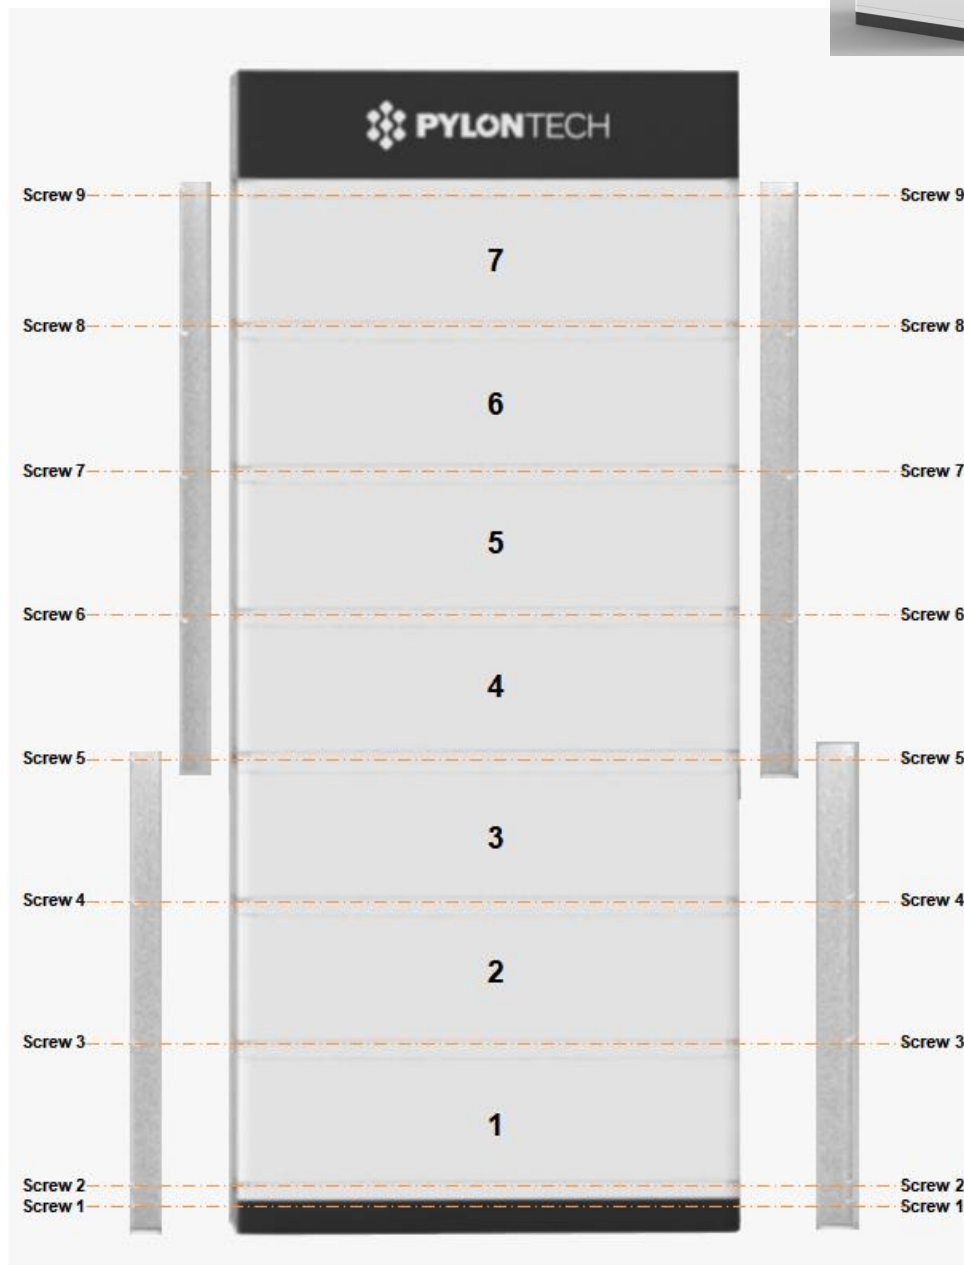 PYLONTECH
Screw 9 Screw 9
7
Screw 8 Screw 8
6
Screw 7 Screw 7
5
Screw 6 Screw 6
4
Screw 5 Screw 5
3
Screw 4 Screw 4
2
Screw 3 Screw 3
1
Screw 2 Screw 2
Screw 1 Screw 1